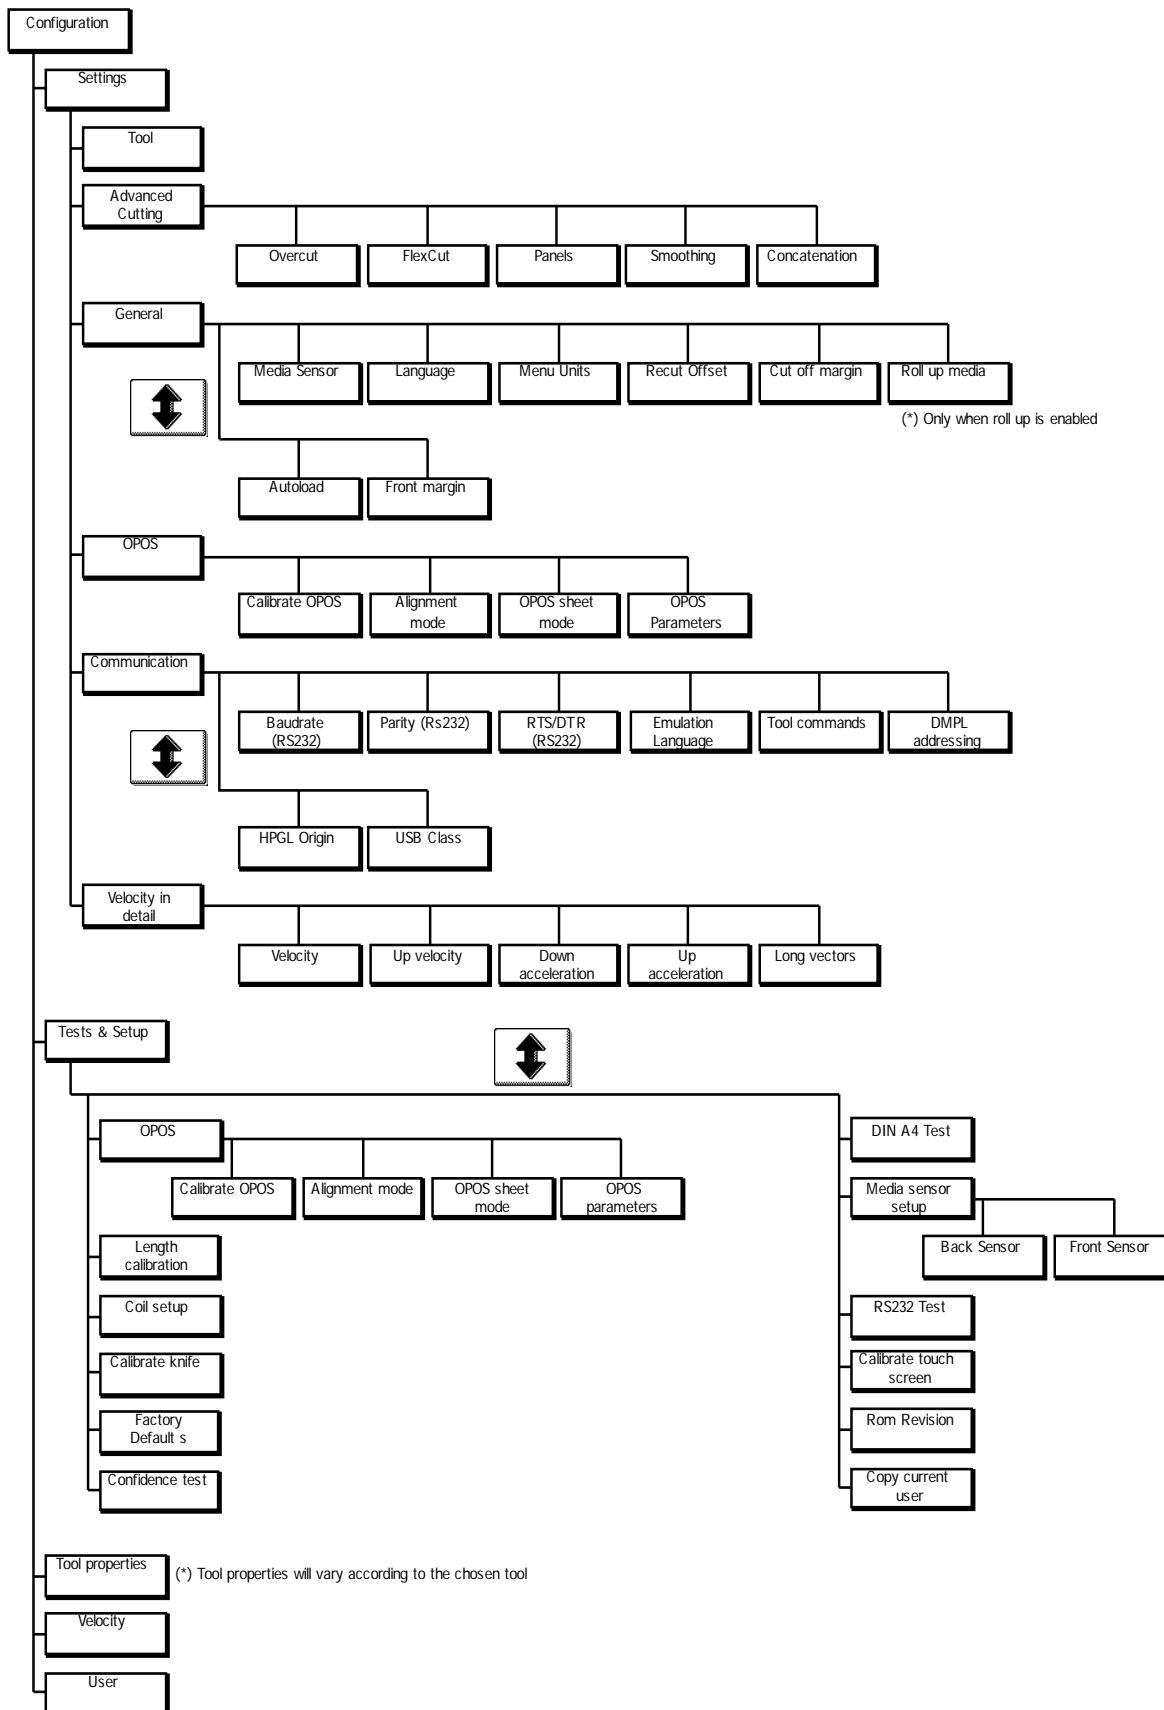 Configuration
Settings
Tool
Advanced
Cutting
Overcut
FlexCut
Panels
Smoothing
Concatenation
General
Media Sensor
Language
Menu Units
Recut Offset
Cut off margin
Roll up media
(*) Only when roll up is enabled
Autoload
Front margin
OPOS
Calibrate OPOS
Alignment
mode
OPOS sheet
mode
OPOS
Parameters
Communication
Baudrate
(RS232)
Parity (Rs232)
RTS/DTR
(RS232)
Emulation
Language
Tool commands
DMPL
addressing
HPGL Origin
USB Class
Velocity in
detail
Velocity
Up velocity
Down
acceleration
Up
acceleration
Long vectors
Tests & Setup
OPOS
Calibrate OPOS
Alignment mode
OPOS sheet
mode
OPOS
parameters
Length
calibration
Coil setup
Calibrate knife
Factory
Default s
Confidence test
DIN A4 Test
Media sensor
setup
Back Sensor
Front Sensor
RS232 Test
Calibrate touch
screen
Rom Revision
Copy current
user
Tool properties
(*) Tool properties will vary according to the chosen tool
Velocity
User